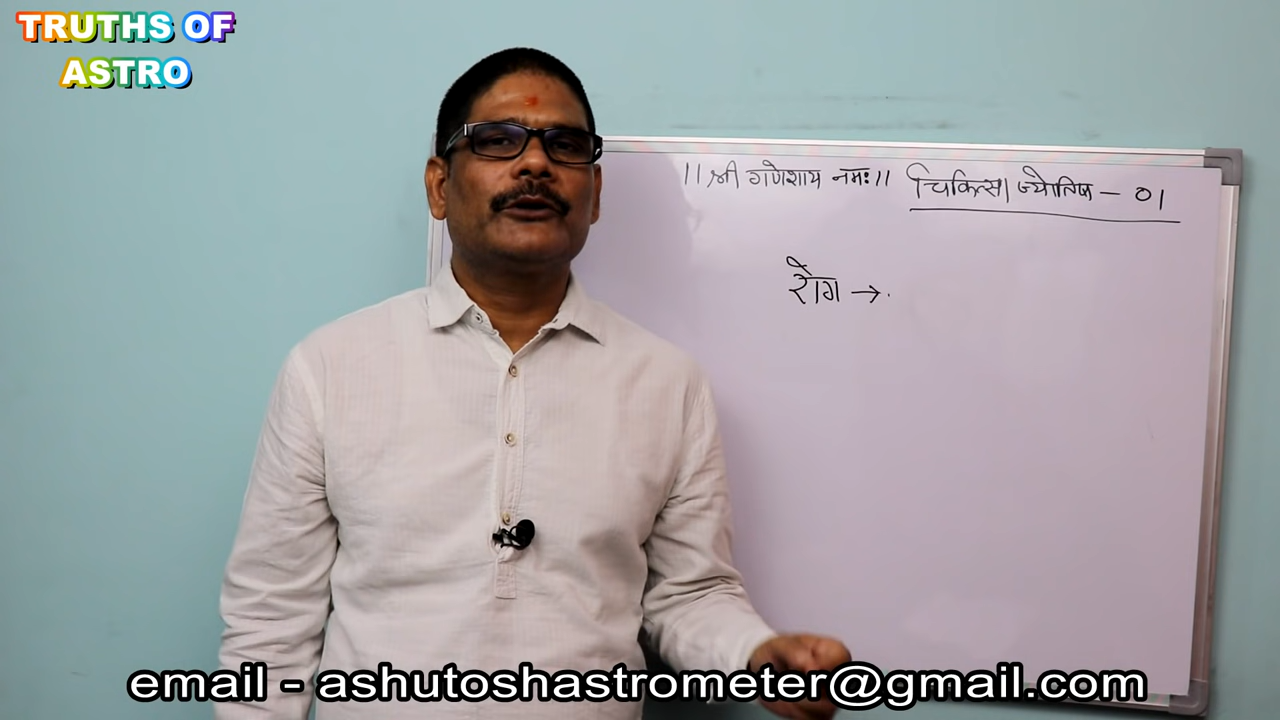 TRUTHS OF
ASTRO
।। श्री गणेशाय नमः।।
चिकित्सा ज्योतिष - 01
रोग →
email - ashutoshastrometer@gmail.com